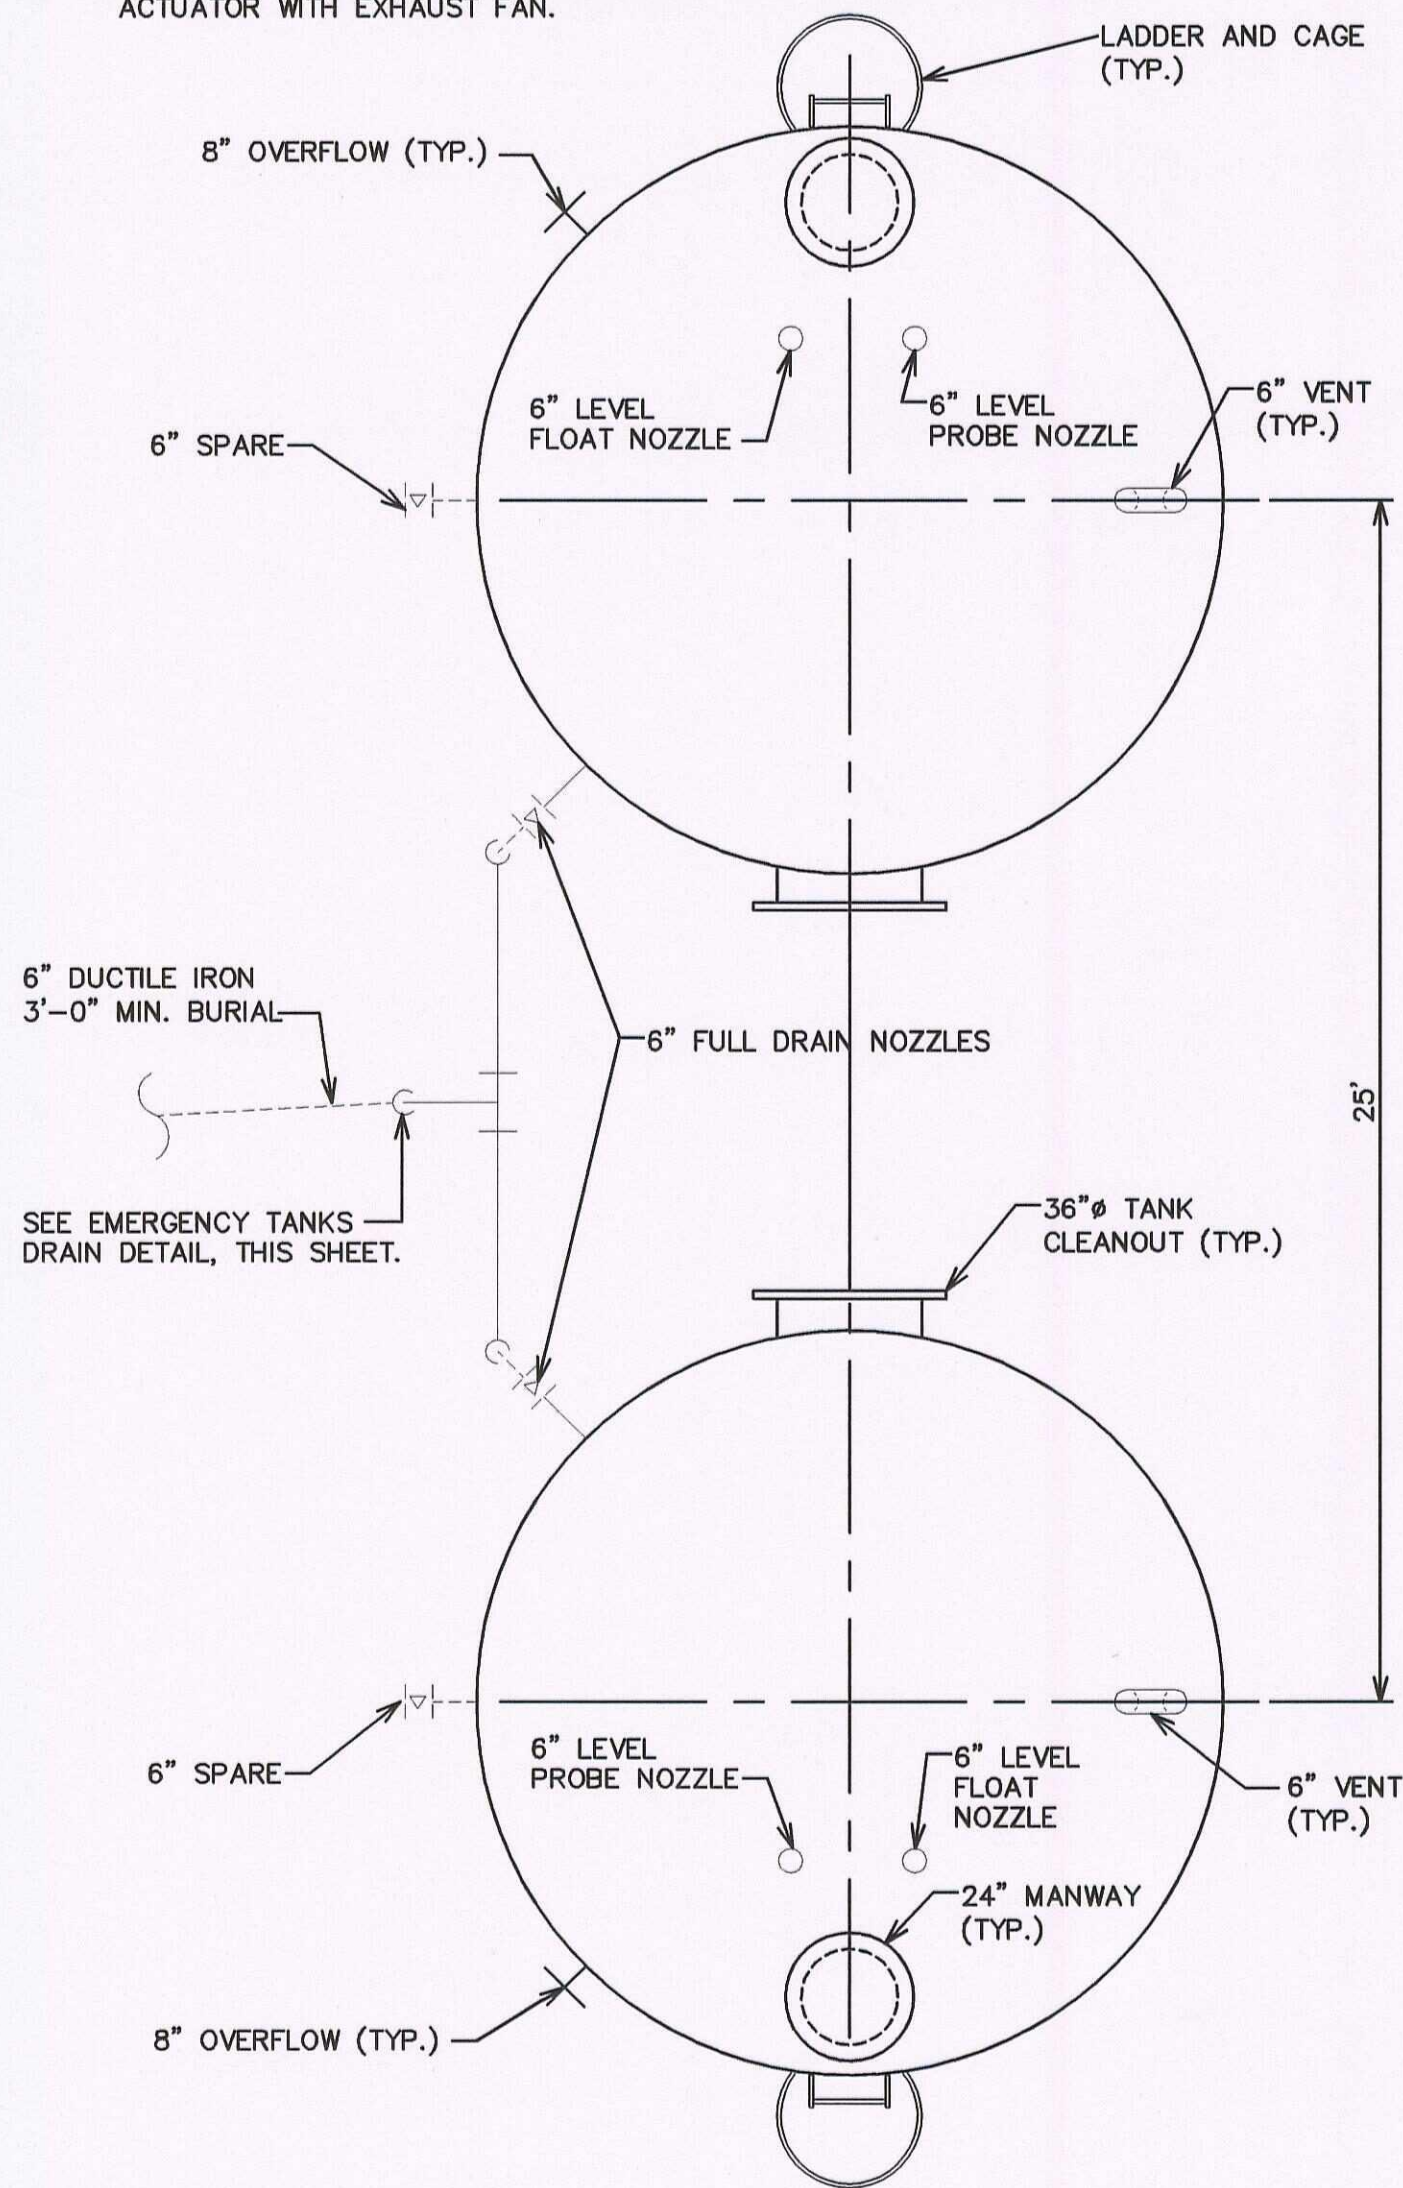 ACTUATOR WITH EXHAUST FAN.
LADDER AND CAGE
(TYP.)
8" OVERFLOW (TYP.)
6" LEVEL
FLOAT NOZZLE
6" LEVEL
PROBE NOZZLE
6" VENT
(TYP.)
6" SPARE
6" DUCTILE IRON
3'-0" MIN. BURIAL
6" FULL DRAIN NOZZLES
25'
SEE EMERGENCY TANKS
DRAIN DETAIL, THIS SHEET.
36"ø TANK
CLEANOUT (TYP.)
6" SPARE
6" LEVEL
PROBE NOZZLE
6" LEVEL
FLOAT
NOZZLE
6" VENT
(TYP.)
24" MANWAY
(TYP.)
8" OVERFLOW (TYP.)